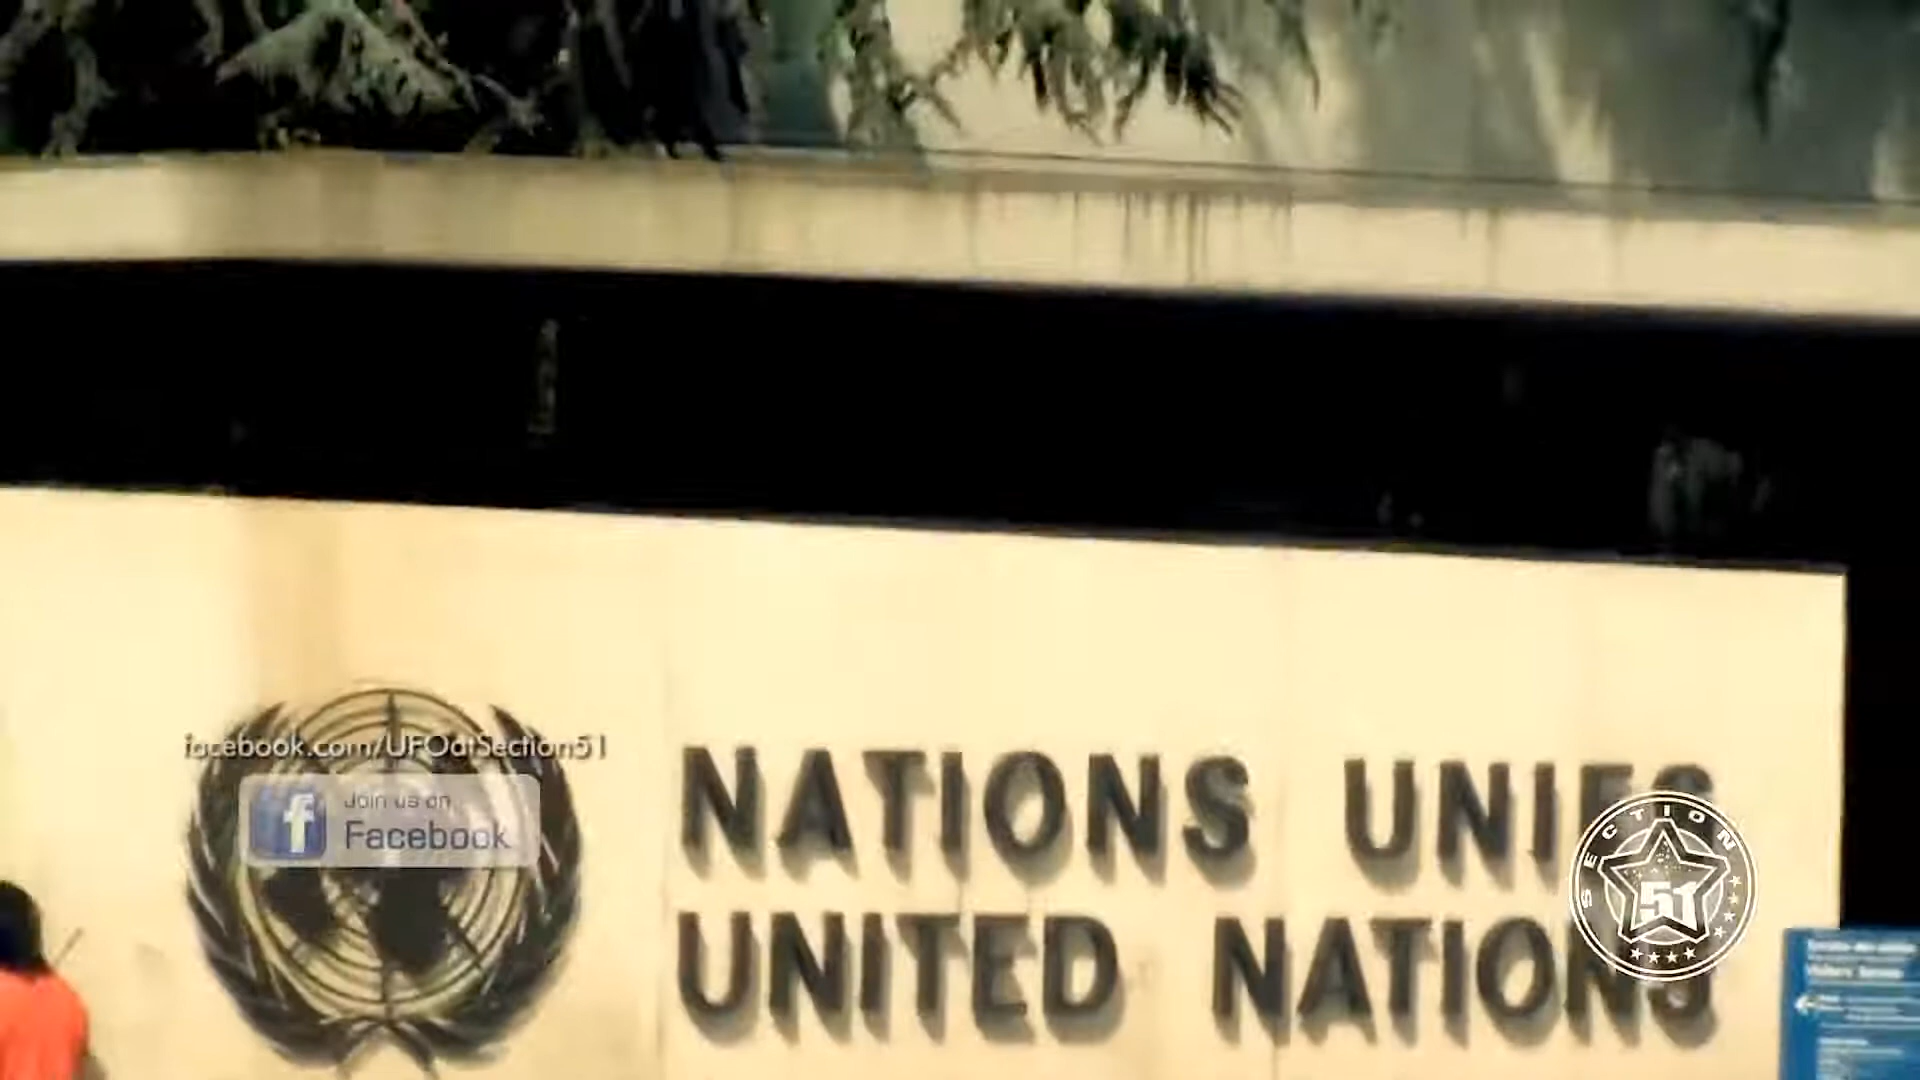 facebook.com/UFOatSection51
Join us on
Facebook
NATIONS UNIES
UNITED NATIONS
SECTION
51